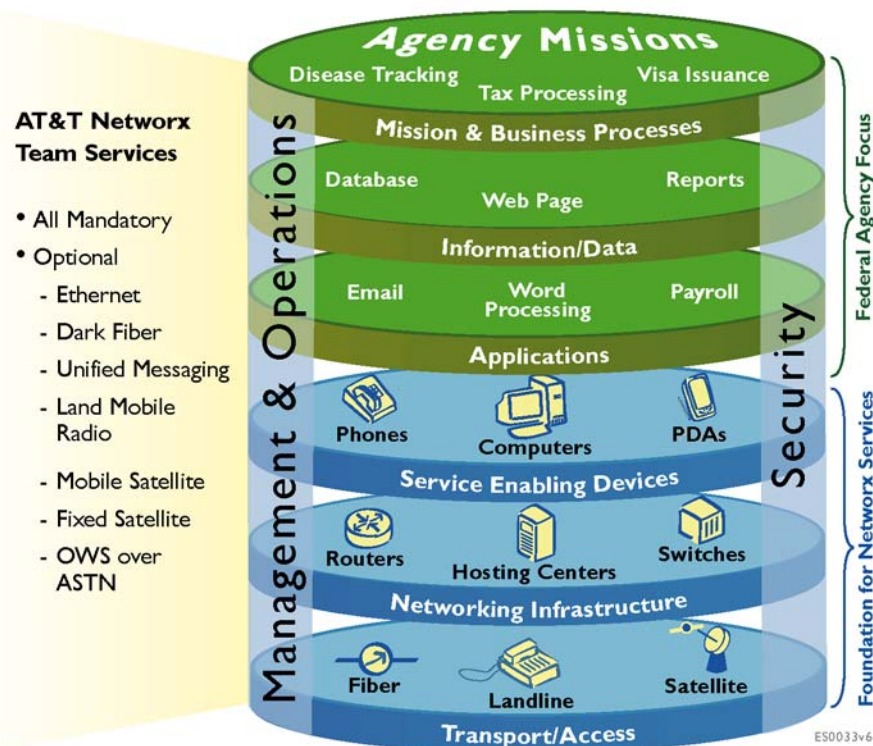 AT&T Networx
Team Services
• All Mandatory
• Optional
- Ethernet
- Dark Fiber
- Unified Messaging
- Land Mobile
Radio
- Mobile Satellite
- Fixed Satellite
- OWS over
ASTN
Management & Operations
Agency Missions
Disease Tracking
Tax Processing
Visa Issuance
Mission & Business Processes
Database
Web Page
Reports
Information/Data
Email
Word
Processing
Payroll
Applications
Phones
Computers
PDAs
Service Enabling Devices
Routers
Hosting Centers
Switches
Networking Infrastructure
Fiber
Landline
Satellite
Transport/Access
Security
Federal Agency Focus
Foundation for Networx Services
ES0033v6